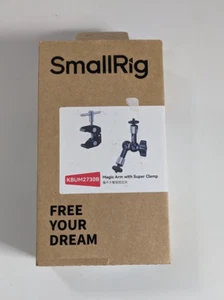 SmallRig
KBUM2730B
Magic Arm with Super Clamp
FREE
YOUR
DREAM